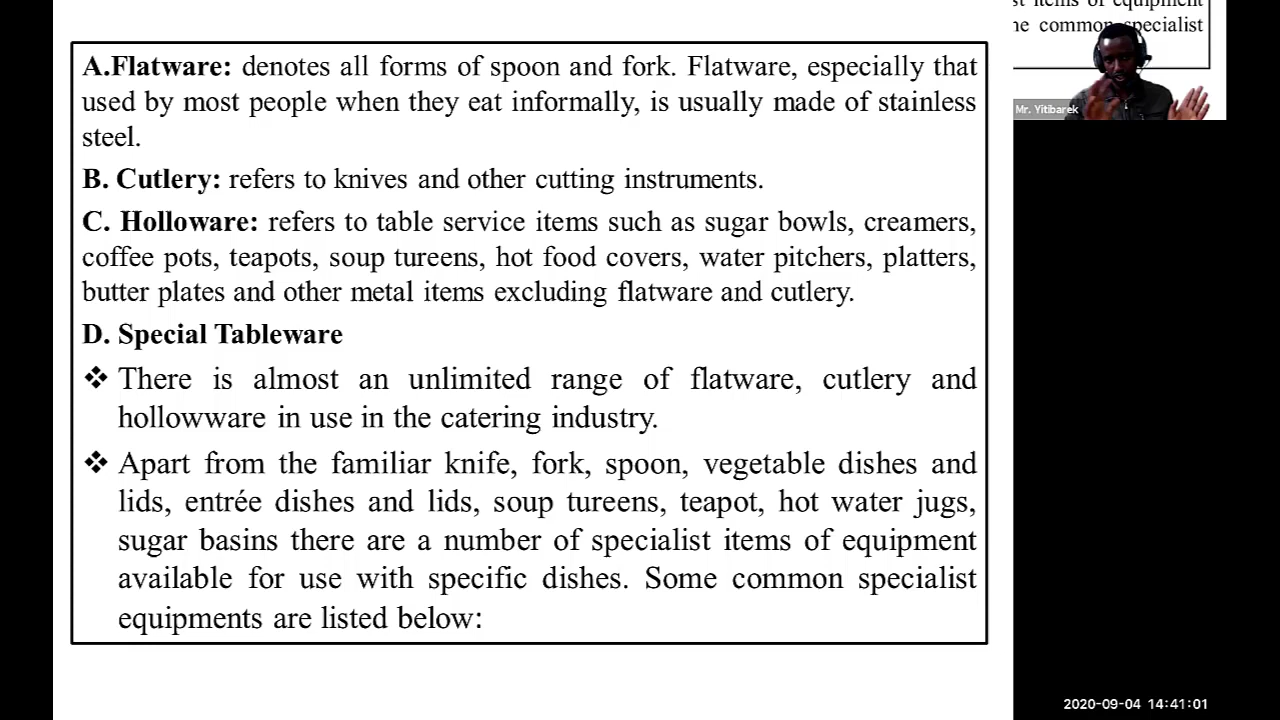 A.Flatware: denotes all forms of spoon and fork. Flatware, especially that
used by most people when they eat informally, is usually made of stainless
steel.
B. Cutlery: refers to knives and other cutting instruments.
C. Holloware: refers to table service items such as sugar bowls, creamers,
coffee pots, teapots, soup tureens, hot food covers, water pitchers, platters,
butter plates and other metal items excluding flatware and cutlery.
D. Special Tableware
❖ There is almost an unlimited range of flatware, cutlery and
hollowware in use in the catering industry.
❖ Apart from the familiar knife, fork, spoon, vegetable dishes and
lids, entrée dishes and lids, soup tureens, teapot, hot water jugs,
sugar basins there are a number of specialist items of equipment
available for use with specific dishes. Some common specialist
equipments are listed below:
items of equipment
common specialist
Mr. Yitibarek
2020-09-04 14:41:01